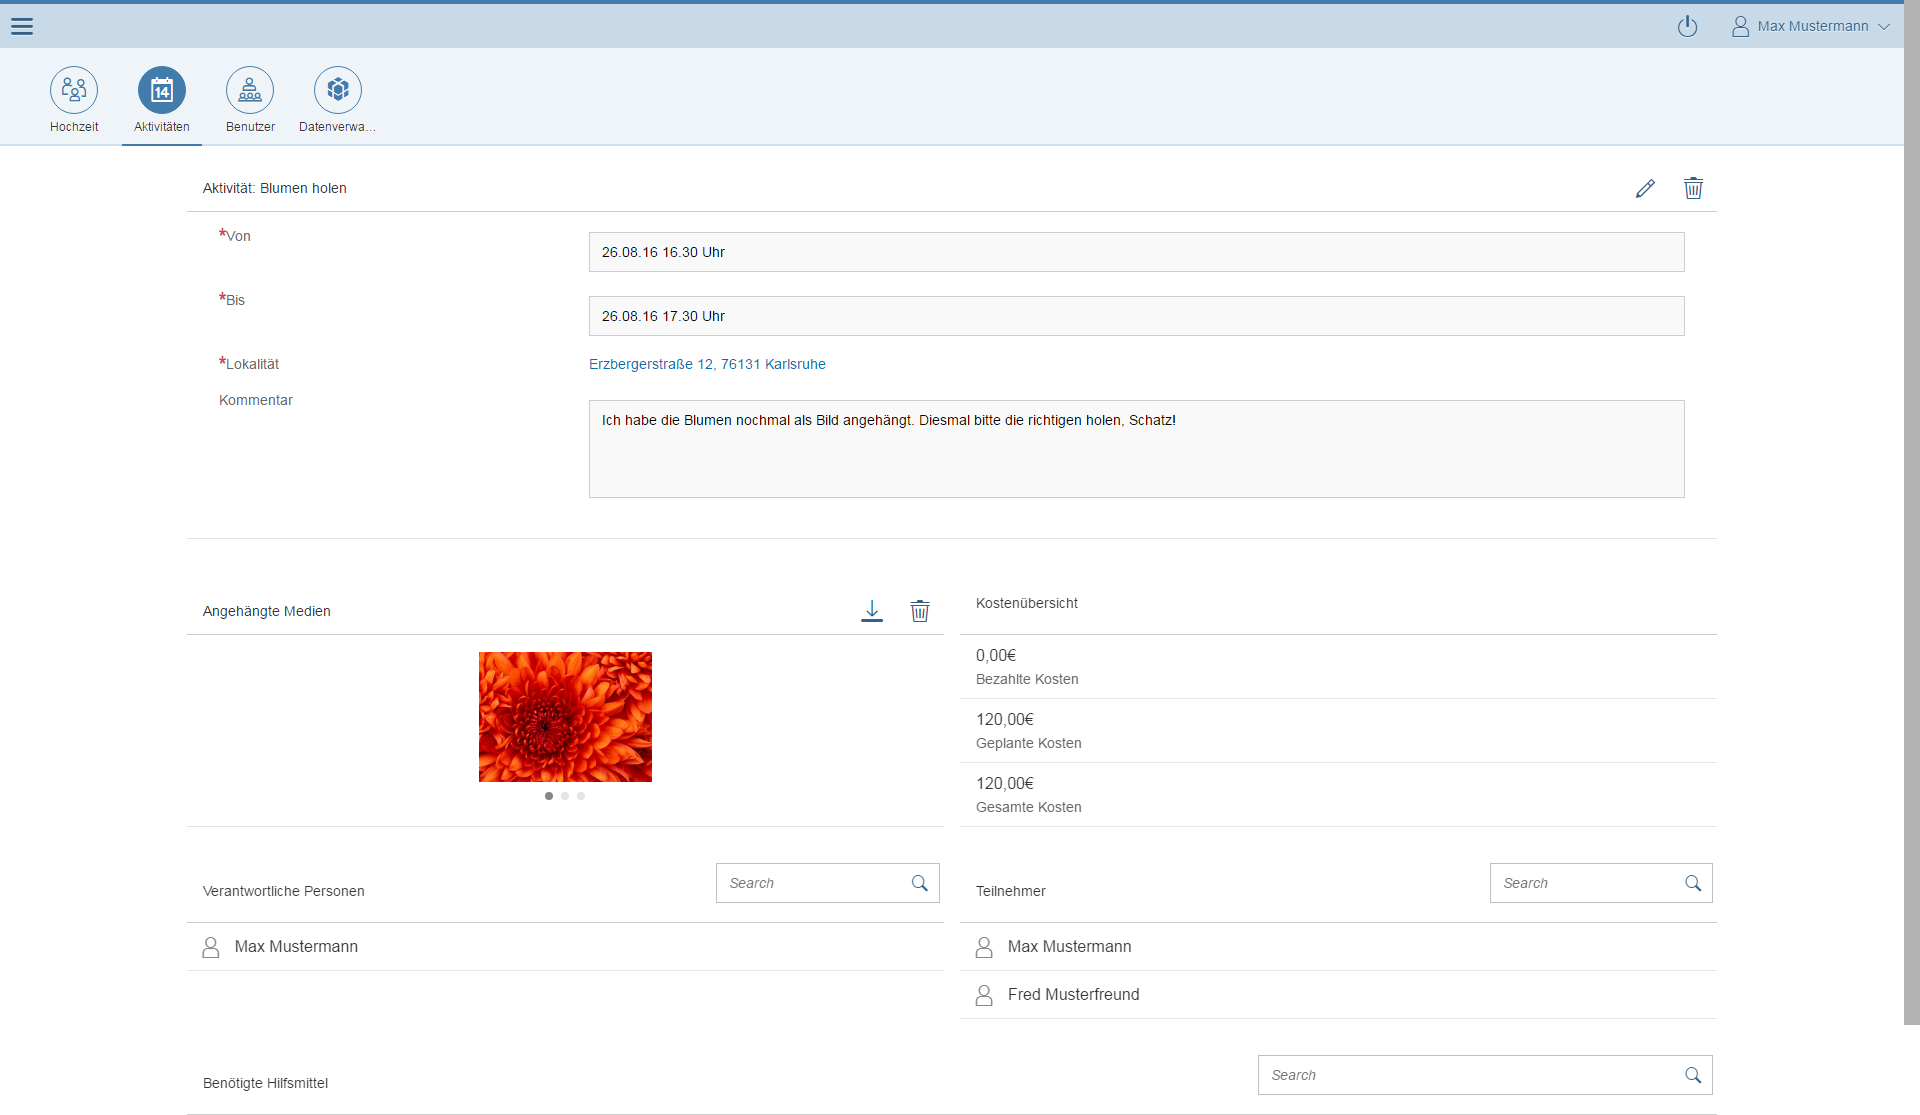 Max Mustermann
14
Hochzeit
Aktivitäten
Benutzer
Datenverwa...
Aktivität: Blumen holen
*Von
26.08.16 16.30 Uhr
*Bis
26.08.16 17.30 Uhr
*Lokalität
Erzbergerstraße 12, 76131 Karlsruhe
Kommentar
Ich habe die Blumen nochmal als Bild angehängt. Diesmal bitte die richtigen holen, Schatz!
Angehängte Medien
Kostenübersicht
0,00€
Bezahlte Kosten
120,00€
Geplante Kosten
120,00€
Gesamte Kosten
Verantwortliche Personen
Search
Max Mustermann
Teilnehmer
Search
Max Mustermann
Fred Musterfreund
Benötigte Hilfsmittel
Search